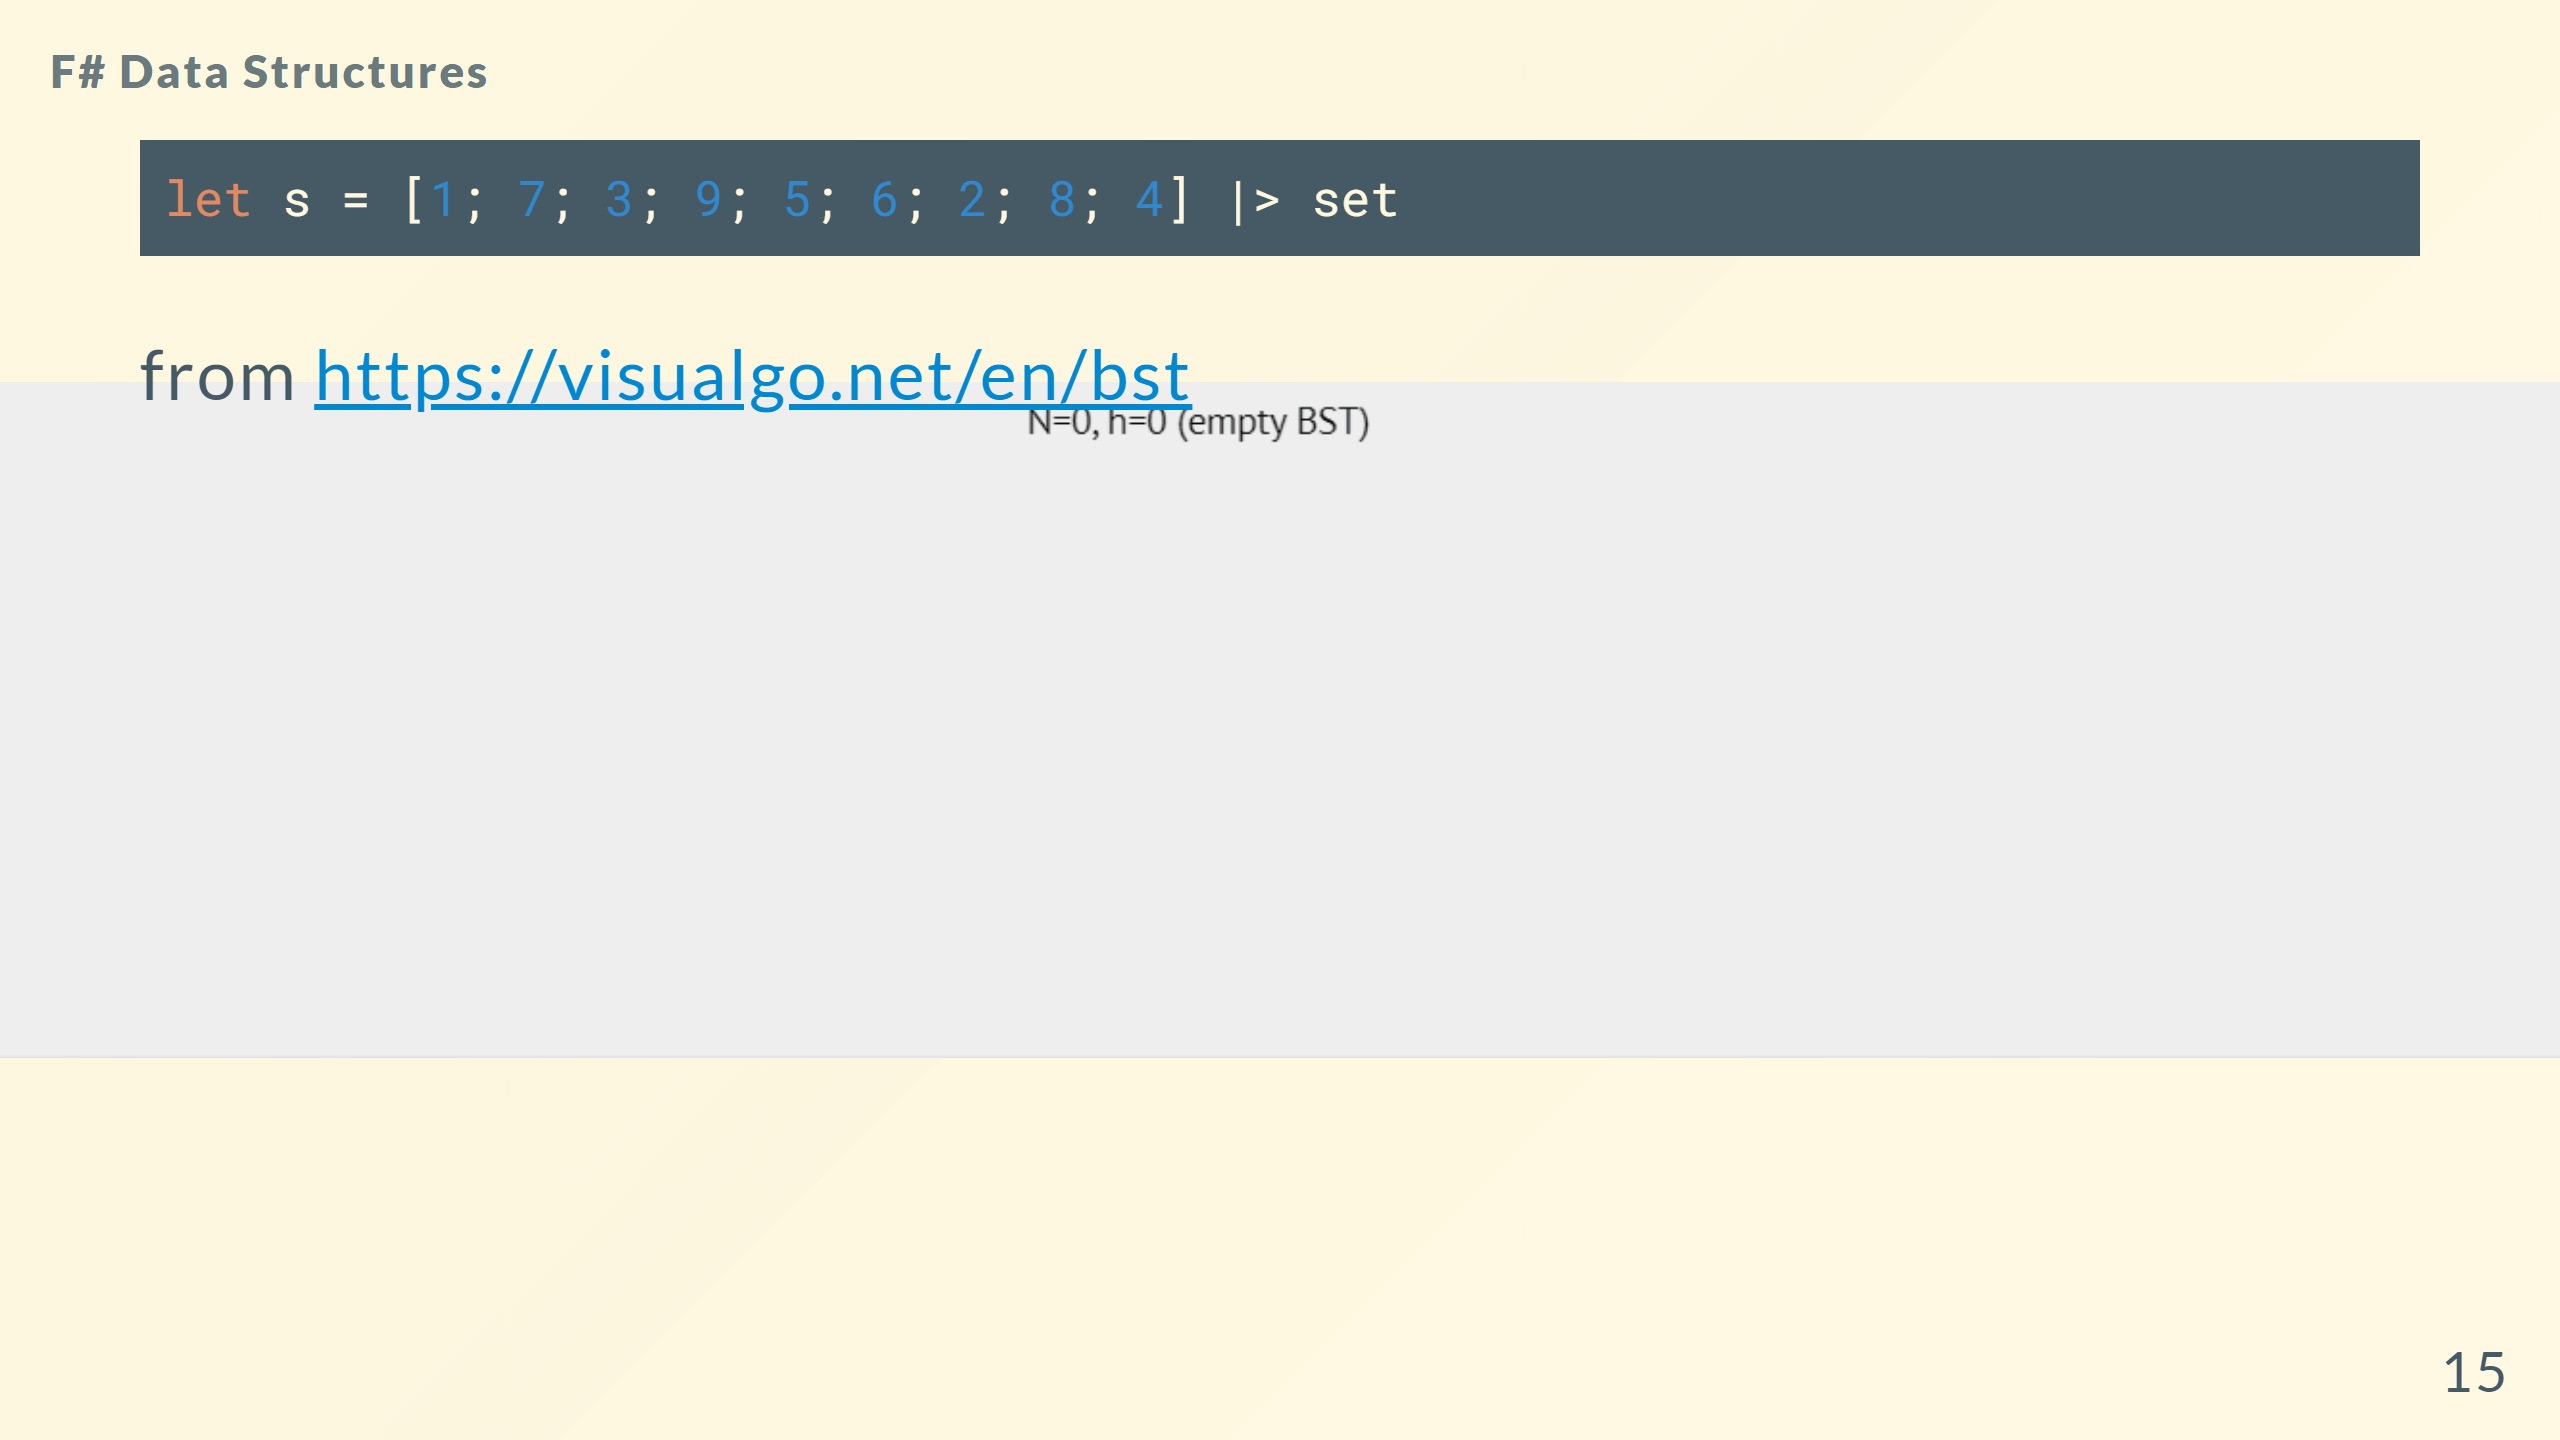 F# Data Structures
let s = [1; 7; 3; 9; 5; 6; 2; 8; 4] |> set
from https://visualgo.net/en/bst
N=0, h=0 (empty BST)
15